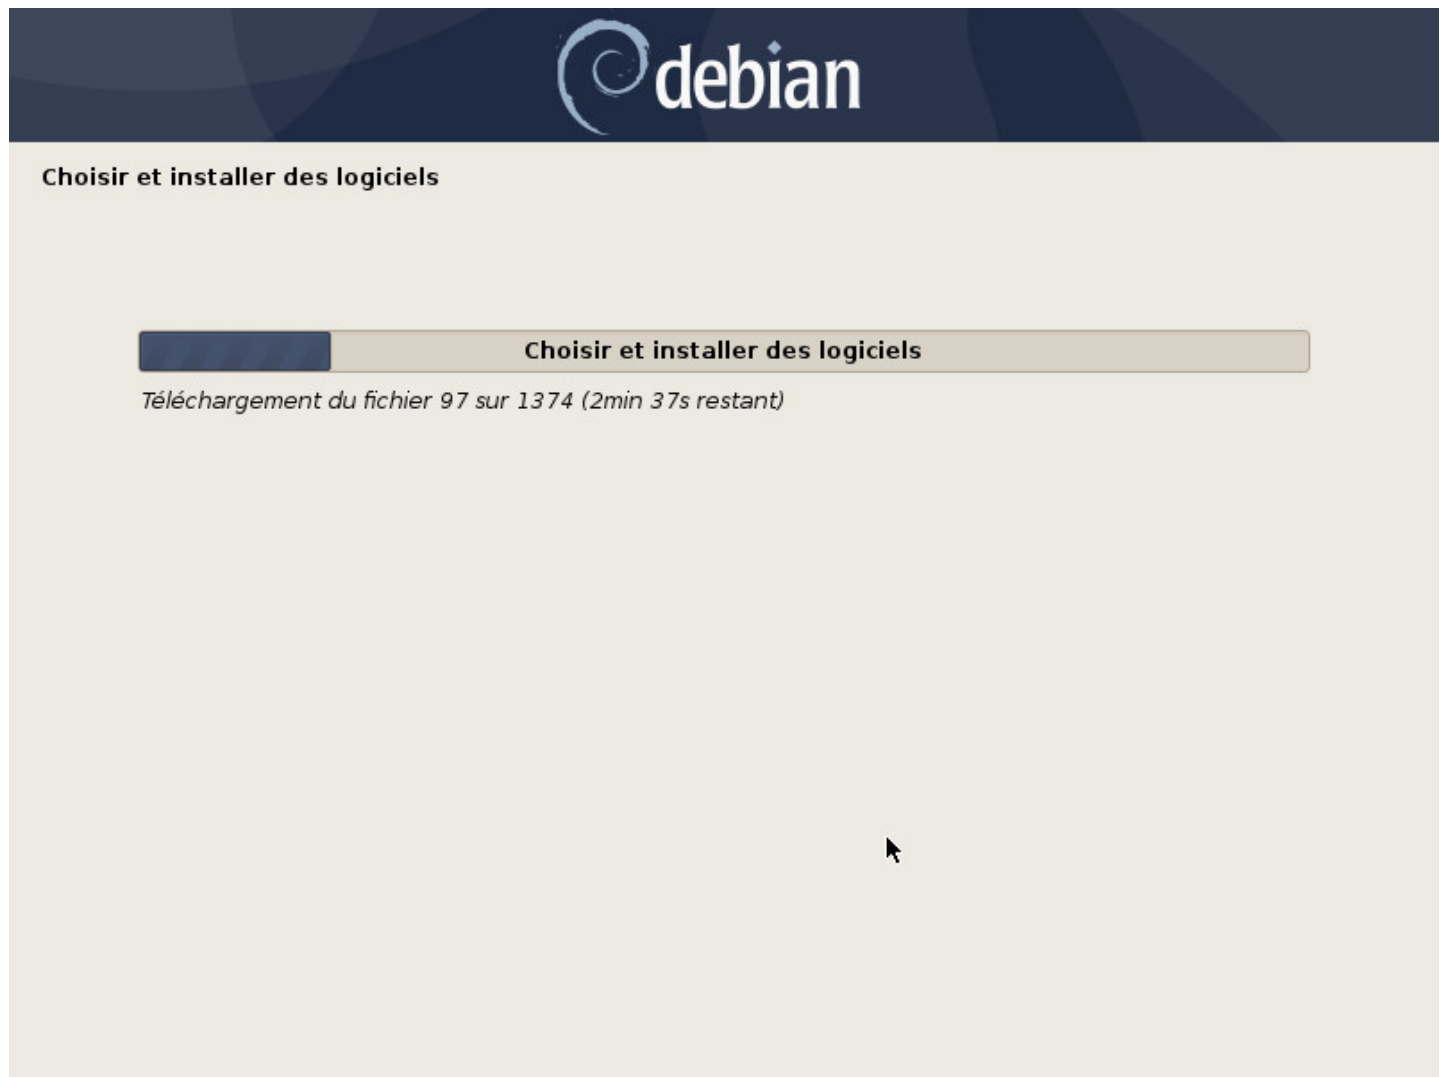 debian
Choisir et installer des logiciels
Choisir et installer des logiciels
Téléchargement du fichier 97 sur 1374 (2min 37s restant)